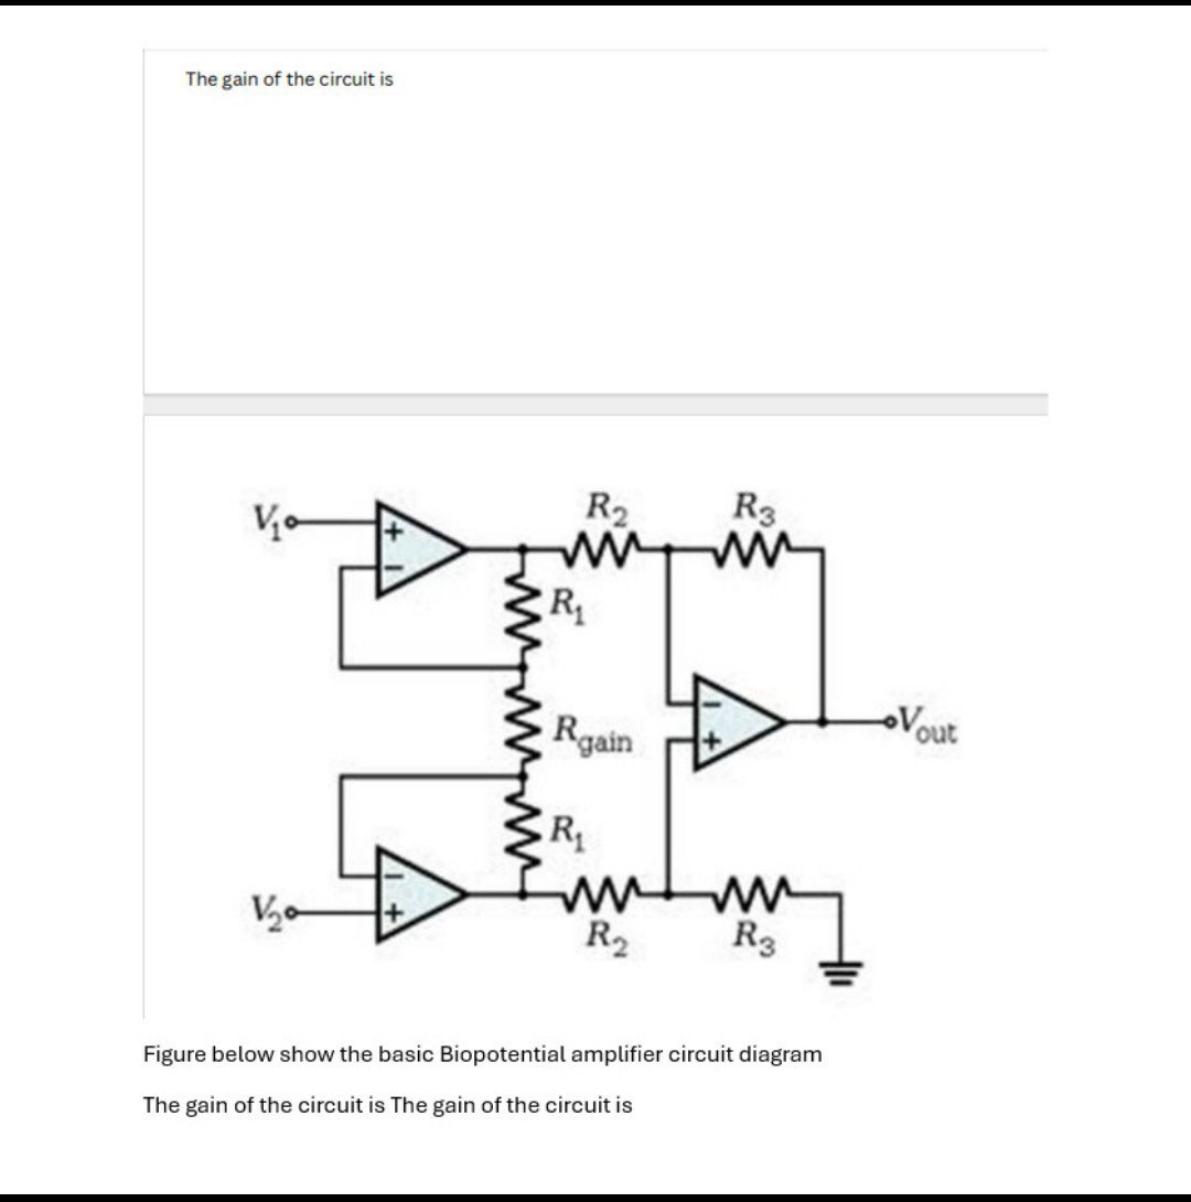 The gain of the circuit is
R₂ R₃
V₁ +
−
R₁
Rgain
− Vout
+
R₁
−
V₂ +
R₂ R₃
Figure below show the basic Biopotential amplifier circuit diagram
The gain of the circuit is The gain of the circuit is